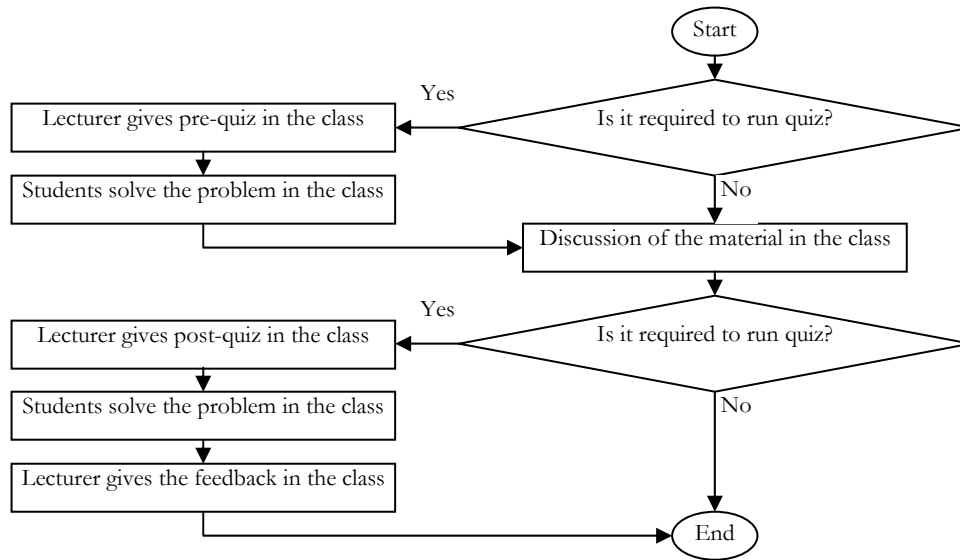 Start
Yes
Is it required to run quiz?
Lecturer gives pre-quiz in the class
Students solve the problem in the class
No
Discussion of the material in the class
Yes
Is it required to run quiz?
Lecturer gives post-quiz in the class
Students solve the problem in the class
No
Lecturer gives the feedback in the class
End